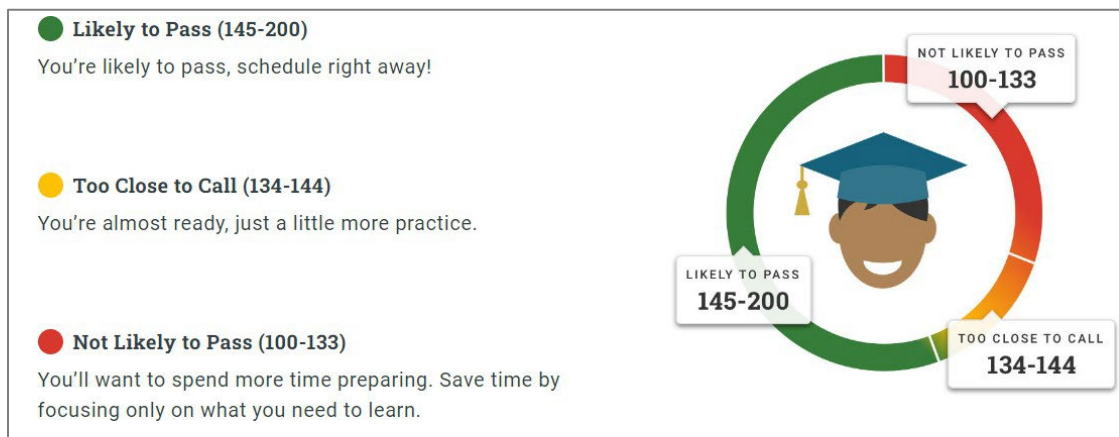 Likely to Pass (145-200)
You’re likely to pass, schedule right away!
Too Close to Call (134-144)
You’re almost ready, just a little more practice.
Not Likely to Pass (100-133)
You’ll want to spend more time preparing. Save time by
focusing only on what you need to learn.
NOT LIKELY TO PASS
100-133
LIKELY TO PASS
145-200
TOO CLOSE TO CALL
134-144